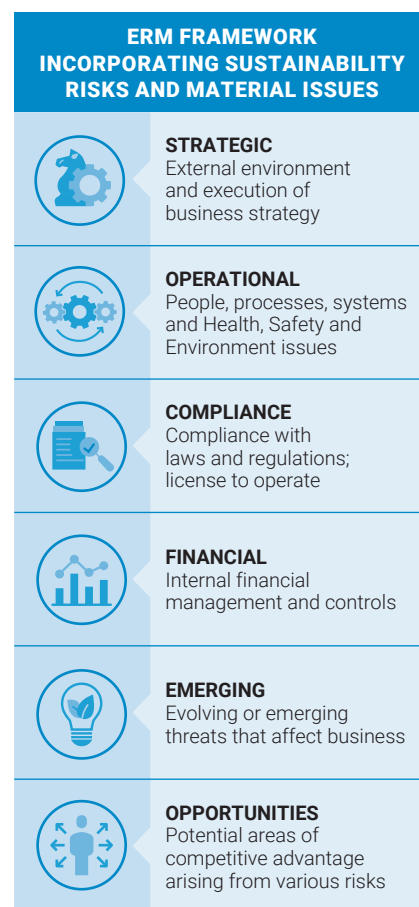 ERM FRAMEWORK
INCORPORATING SUSTAINABILITY
RISKS AND MATERIAL ISSUES
STRATEGIC
External environment
and execution of
business strategy
OPERATIONAL
People, processes, systems
and Health, Safety and
Environment issues
COMPLIANCE
Compliance with
laws and regulations;
license to operate
FINANCIAL
Internal financial
management and controls
EMERGING
Evolving or emerging
threats that affect business
OPPORTUNITIES
Potential areas of
competitive advantage
arising from various risks